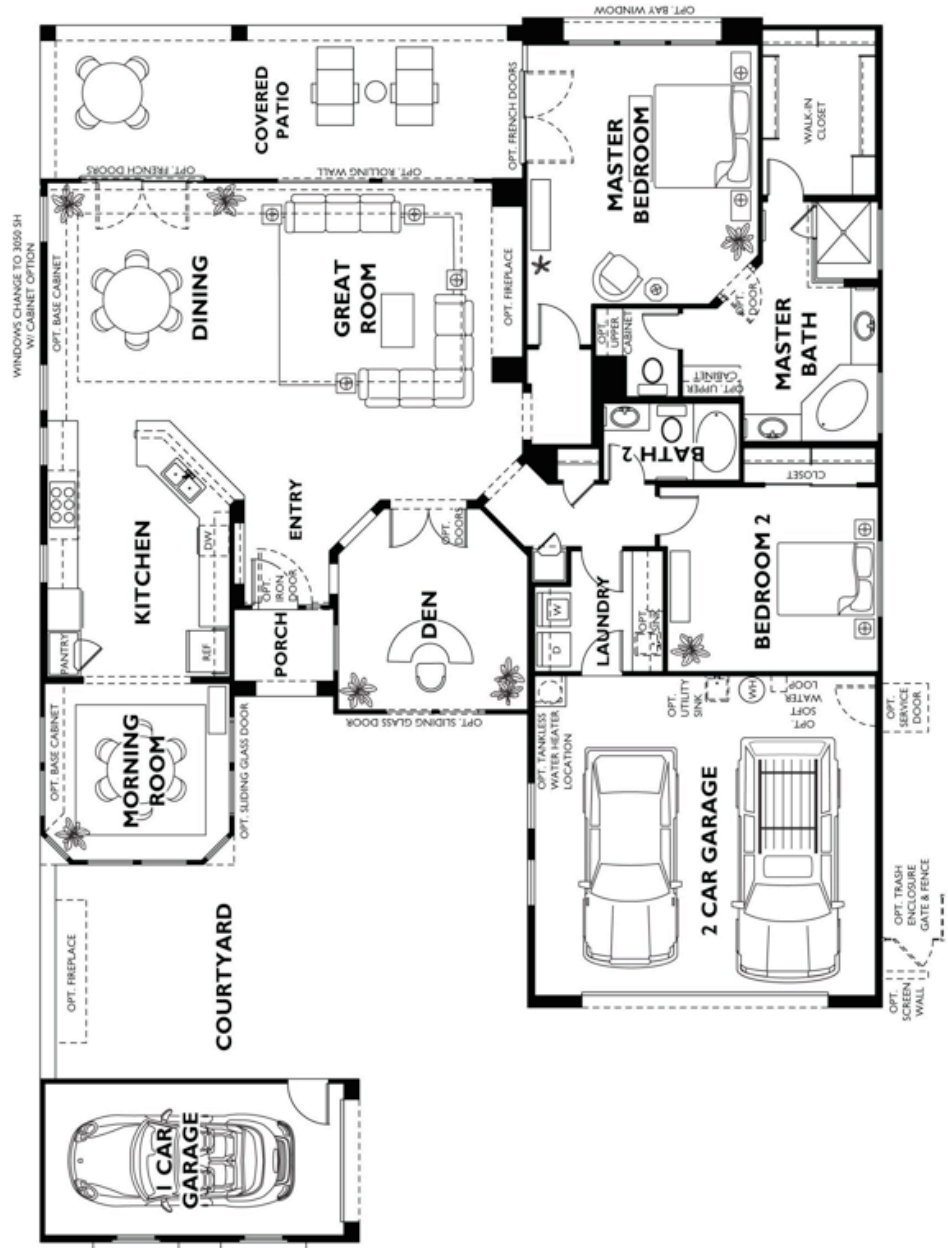 OPT. BAY WINDOW
COVERED
PATIO
OPT. FRENCH DOORS
MASTER
BEDROOM
WALK-IN
CLOSET
OPT. FRENCH DOORS
OPT. ROLLING WALL
WINDOWS CHANGE TO 3050 SH
W/ CABINET OPTION
OPT. BASE CABINET
DINING
GREAT
ROOM
OPT. FIREPLACE
OPT.
DOOR
OPT.
UPPER
CABINET
MASTER
BATH
OPT. UPPER
CABINET
BATH 2
CLOSET
KITCHEN
DW
ENTRY
OPT.
DOORS
OPT.
IRON
DOOR
PANTRY
REF
PORCH
DEN
W
D
LAUNDRY
OPT.
SINK
BEDROOM 2
OPT. BASE CABINET
MORNING
ROOM
OPT. SLIDING GLASS DOOR
OPT. SLIDING GLASS DOOR
OPT. TANKLESS
WATER HEATER
LOCATION
OPT.
UTILITY
SINK
WH
OPT.
SOFT
WATER
LOOP
OPT.
SERVICE
DOOR
2 CAR GARAGE
OPT. FIREPLACE
COURTYARD
OPT. TRASH
ENCLOSURE
GATE & FENCE
OPT.
SCREEN
WALL
1 CAR
GARAGE